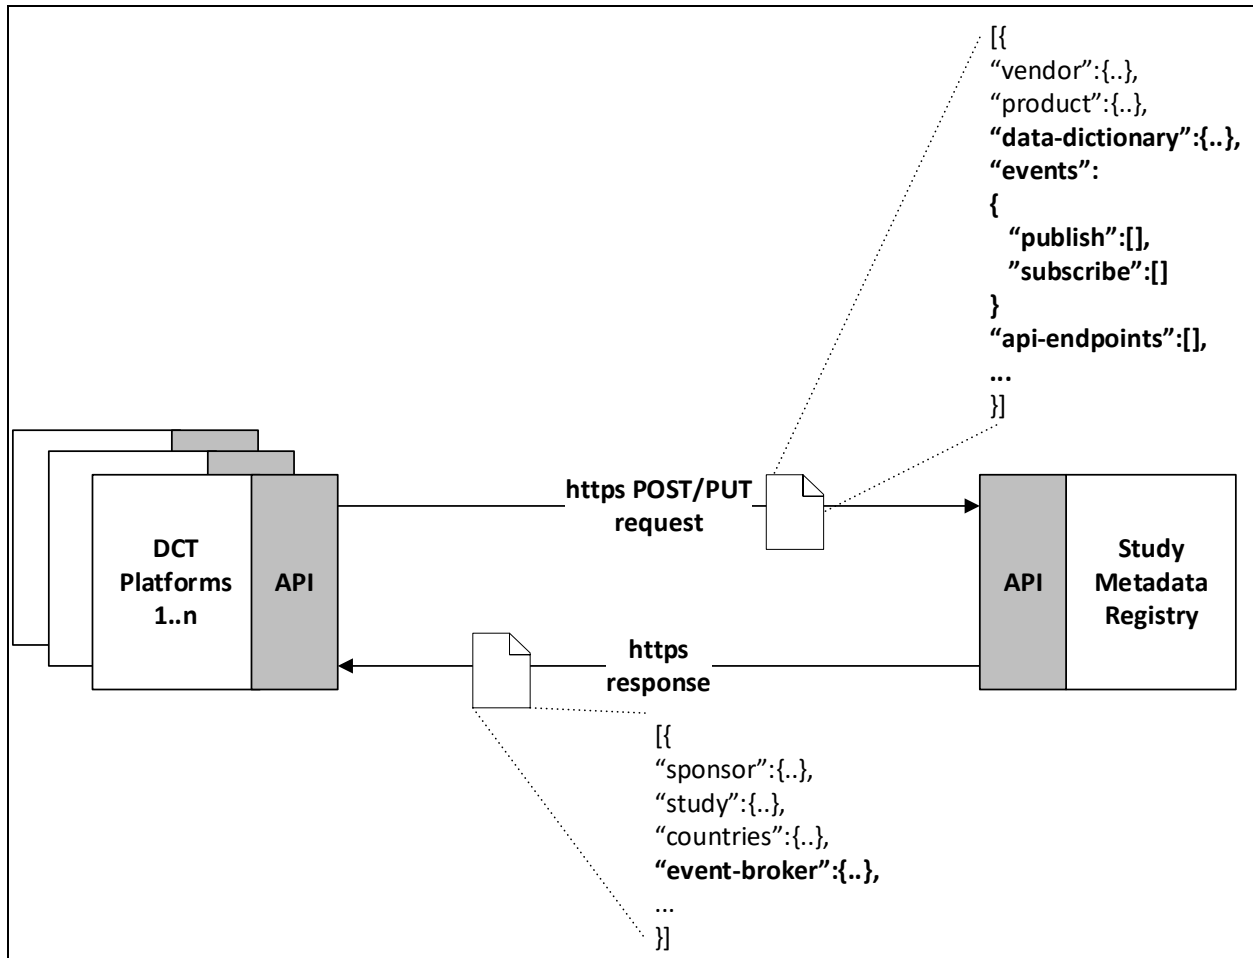 [{
“vendor”:{..},
“product”:{..},
“data-dictionary”:{..},
“events”:
{
“publish”:[],
”subscribe”:[]
}
“api-endpoints”:[],
...
}]
https POST/PUT
request
DCT
Platforms
1..n
API
API
Study
Metadata
Registry
https
response
[{
“sponsor”:{..},
“study”:{..},
“countries”:{..},
“event-broker”:{..},
...
}]